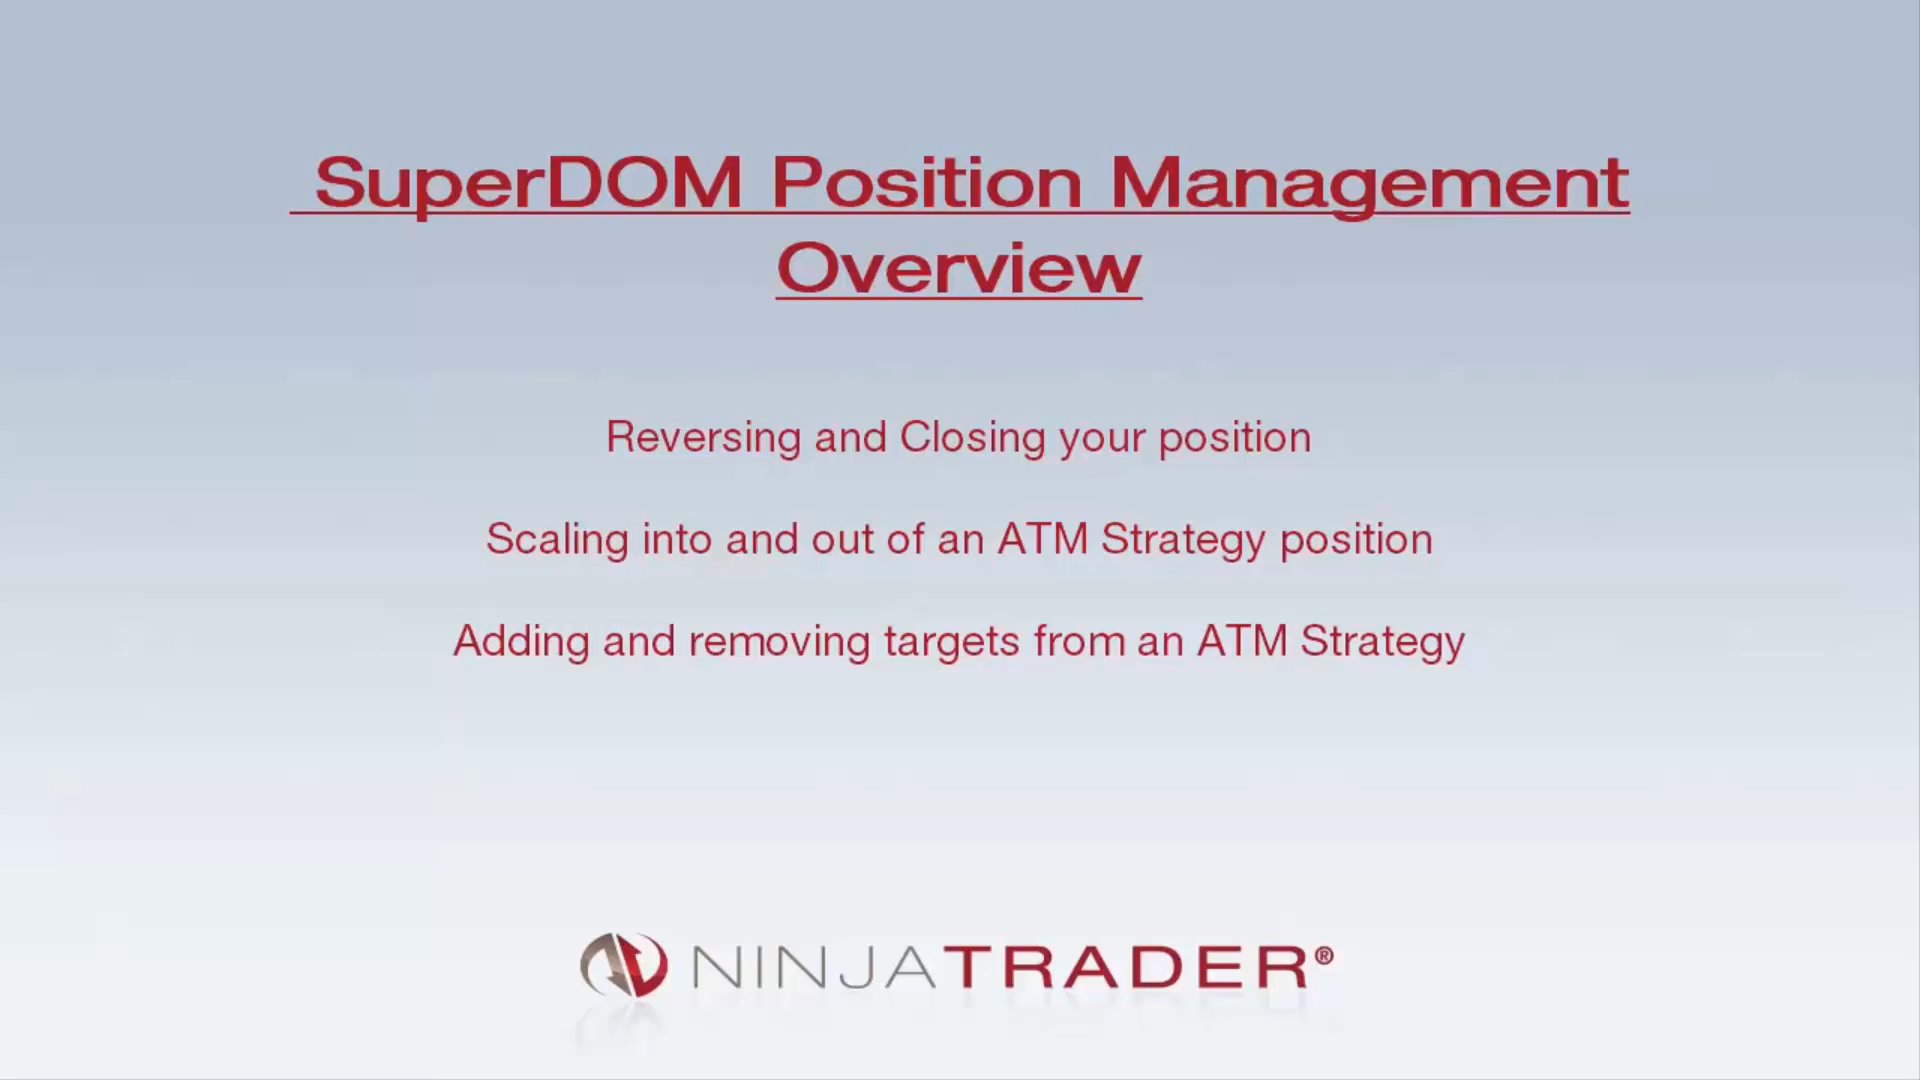 SuperDOM Position Management
Overview
Reversing and Closing your position
Scaling into and out of an ATM Strategy position
Adding and removing targets from an ATM Strategy
NINJATRADER®